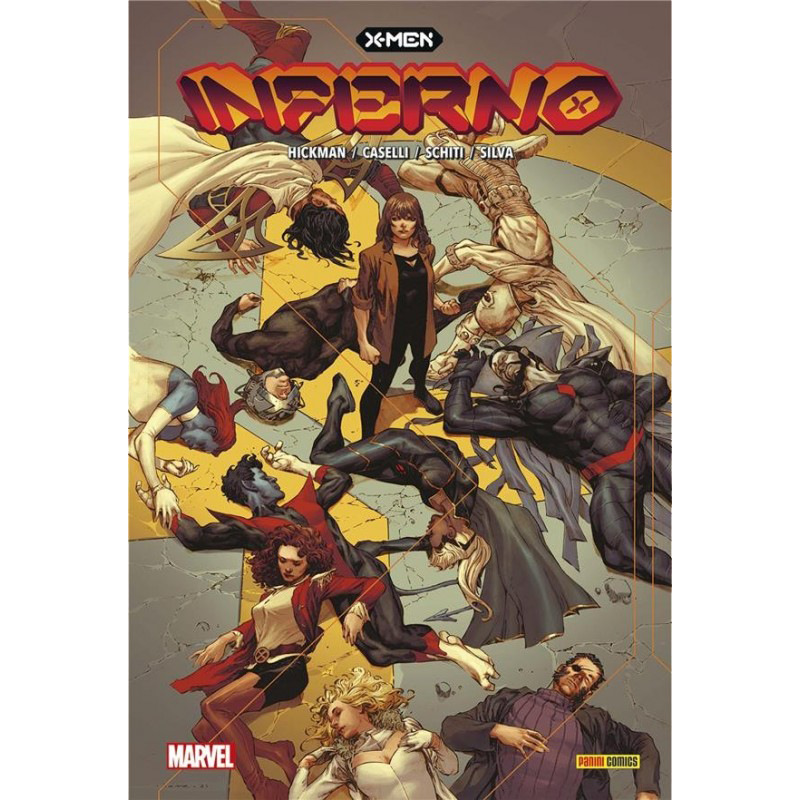 X-MEN
INFERNO
HICKMAN / CASELLI / SCHITI / SILVA
MARVEL
PANINI COMICS